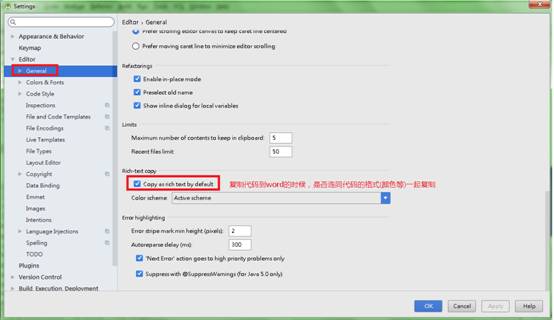 Settings
Editor › General
Appearance & Behavior
Keymap
Editor
General
Colors & Fonts
Code Style
Inspections
File and Code Templates
File Encodings
Live Templates
File Types
Layout Editor
Copyright
Data Binding
Emmet
Images
Intentions
Language Injections
Spelling
TODO
Plugins
Version Control
Build, Execution, Deployment
Prefer scrolling editor canvas to keep caret line centered
Prefer moving caret line to minimize editor scrolling
Refactorings
Enable in-place mode
Preselect old name
Show inline dialog for local variables
Limits
Maximum number of contents to keep in clipboard: 5
Recent files limit: 50
Rich-text copy
Copy as rich text by default 复制代码到word的时候，是否连同代码的格式(颜色等)一起复制
Color scheme: Active scheme
Error highlighting
Error stripe mark min height (pixels): 2
Autoreparse delay (ms): 300
'Next Error' action goes to high priority problems only
Suppress with @SuppressWarnings (for Java 5.0 only)
OK
Cancel
Apply
Help